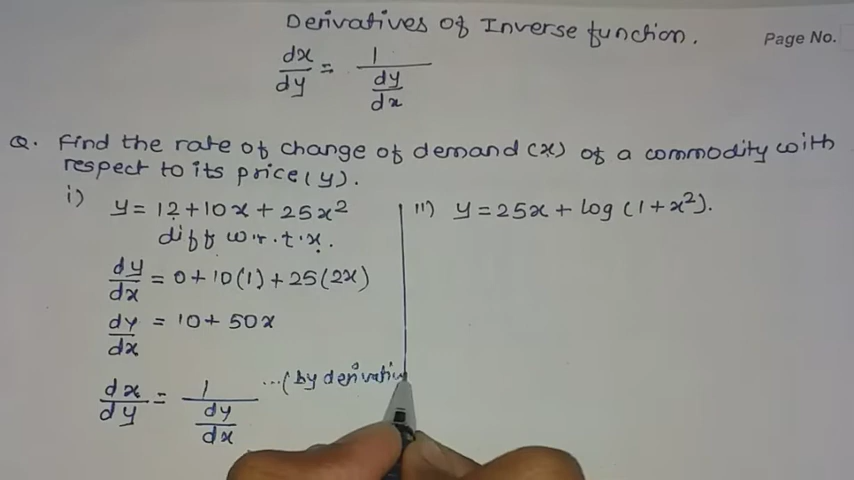 Derivatives of Inverse function.
Page No.
dx/dy = 1/(dy/dx)
Q. Find the rate of change of demand (x) of a commodity with
respect to its price (y).
i) y = 12 + 10x + 25x²
diff w.r.t.x.
dy/dx = 0 + 10(1) + 25(2x)
dy/dx = 10 + 50x
dx/dy = 1/(dy/dx) ...(by derivativ
ii) y = 25x + log (1 + x²).